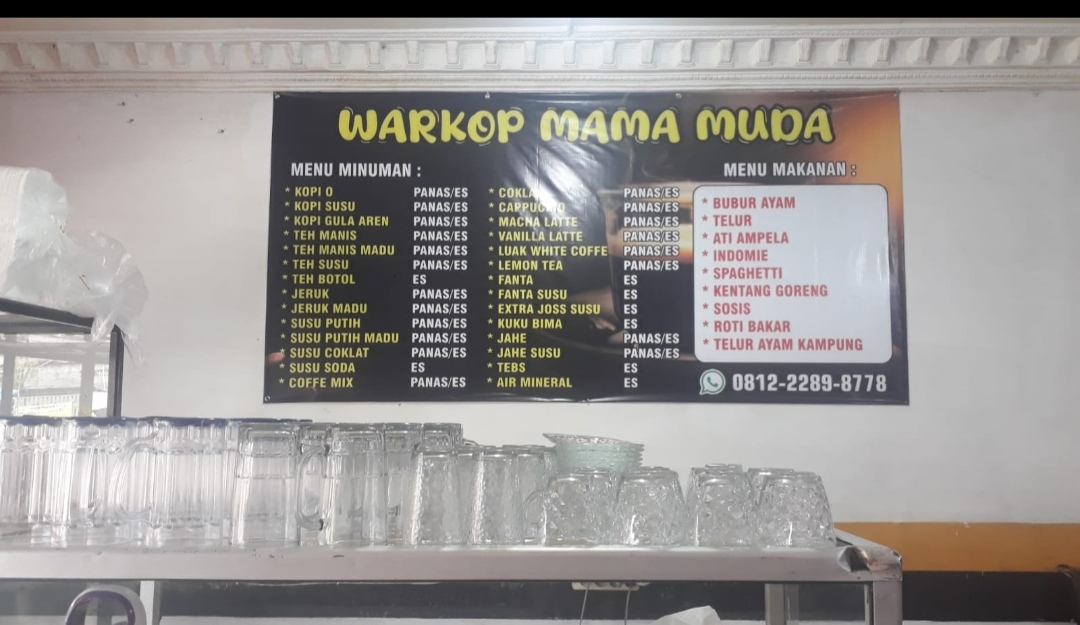 WARKOP MAMA MUDA
MENU MINUMAN :
* KOPI O PANAS/ES
* KOPI SUSU PANAS/ES
* KOPI GULA AREN PANAS/ES
* TEH MANIS PANAS/ES
* TEH MANIS MADU PANAS/ES
* TEH SUSU PANAS/ES
* TEH BOTOL ES
* JERUK PANAS/ES
* JERUK MADU PANAS/ES
* SUSU PUTIH PANAS/ES
* SUSU PUTIH MADU PANAS/ES
* SUSU COKLAT PANAS/ES
* SUSU SODA ES
* COFFE MIX PANAS/ES
* PANAS/ES
* CAPPUCINO PANAS/ES
* MACHA LATTE PANAS/ES
* VANILLA LATTE PANAS/ES
* LUAK WHITE COFFE PANAS/ES
* LEMON TEA PANAS/ES
* FANTA ES
* FANTA SUSU ES
* EXTRA JOSS SUSU ES
* KUKU BIMA ES
* JAHE PANAS/ES
* JAHE SUSU PANAS/ES
* TEBS ES
* AIR MINERAL ES
MENU MAKANAN :
* BUBUR AYAM
* TELUR
* ATI AMPELA
* INDOMIE
* SPAGHETTI
* KENTANG GORENG
* SOSIS
* ROTI BAKAR
* TELUR AYAM KAMPUNG
0812-2289-8778